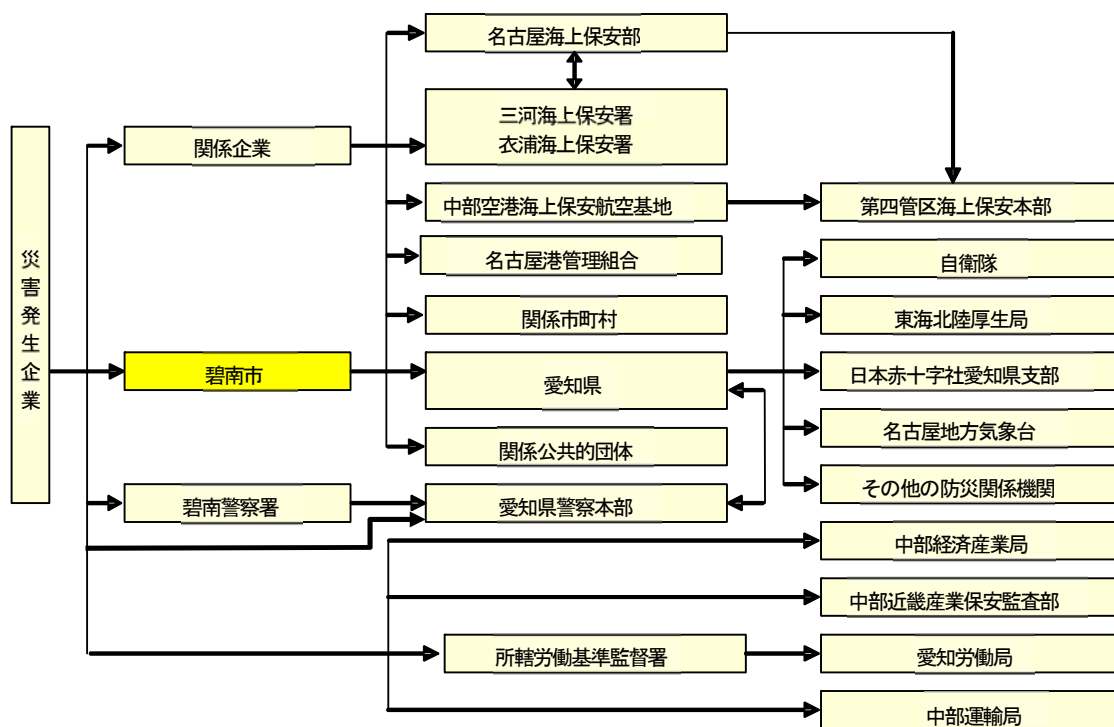 災害発生企業
関係企業
碧南市
碧南警察署
名古屋海上保安部
三河海上保安署
衣浦海上保安署
中部空港海上保安航空基地
名古屋港管理組合
関係市町村
愛知県
関係公共的団体
愛知県警察本部
所轄労働基準監督署
第四管区海上保安本部
自衛隊
東海北陸厚生局
日本赤十字社愛知県支部
名古屋地方気象台
その他の防災関係機関
中部経済産業局
中部近畿産業保安監査部
愛知労働局
中部運輸局